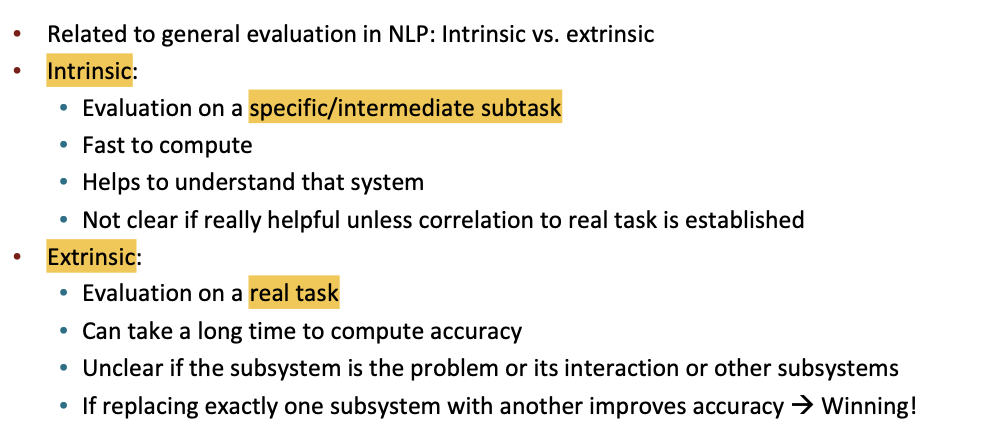 • Related to general evaluation in NLP: Intrinsic vs. extrinsic
• Intrinsic:
• Evaluation on a specific/intermediate subtask
• Fast to compute
• Helps to understand that system
• Not clear if really helpful unless correlation to real task is established
• Extrinsic:
• Evaluation on a real task
• Can take a long time to compute accuracy
• Unclear if the subsystem is the problem or its interaction or other subsystems
• If replacing exactly one subsystem with another improves accuracy → Winning!